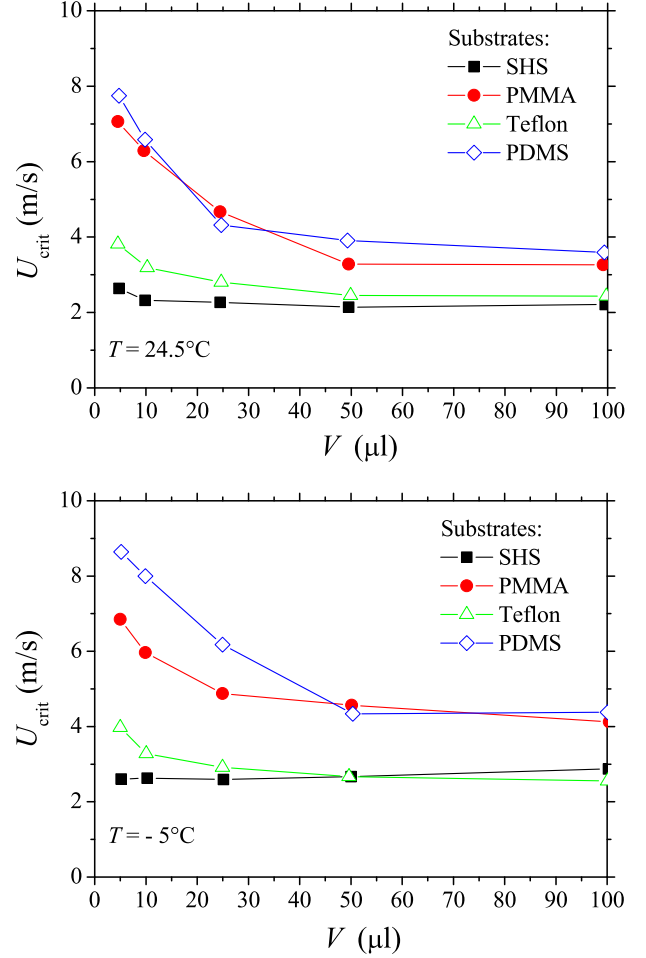 10
8
6
4
2
0
U_crit (m/s)
Substrates:
SHS
PMMA
Teflon
PDMS
T = 24.5°C
0 10 20 30 40 50 60 70 80 90 100
V (μl)
10
8
6
4
2
0
U_crit (m/s)
Substrates:
SHS
PMMA
Teflon
PDMS
T = - 5°C
0 10 20 30 40 50 60 70 80 90 100
V (μl)